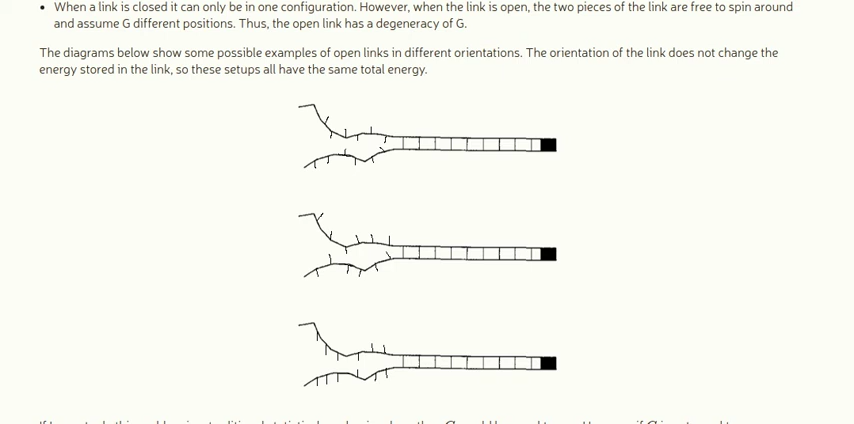 • When a link is closed it can only be in one configuration. However, when the link is open, the two pieces of the link are free to spin around
and assume G different positions. Thus, the open link has a degeneracy of G.
The diagrams below show some possible examples of open links in different orientations. The orientation of the link does not change the
energy stored in the link, so these setups all have the same total energy.